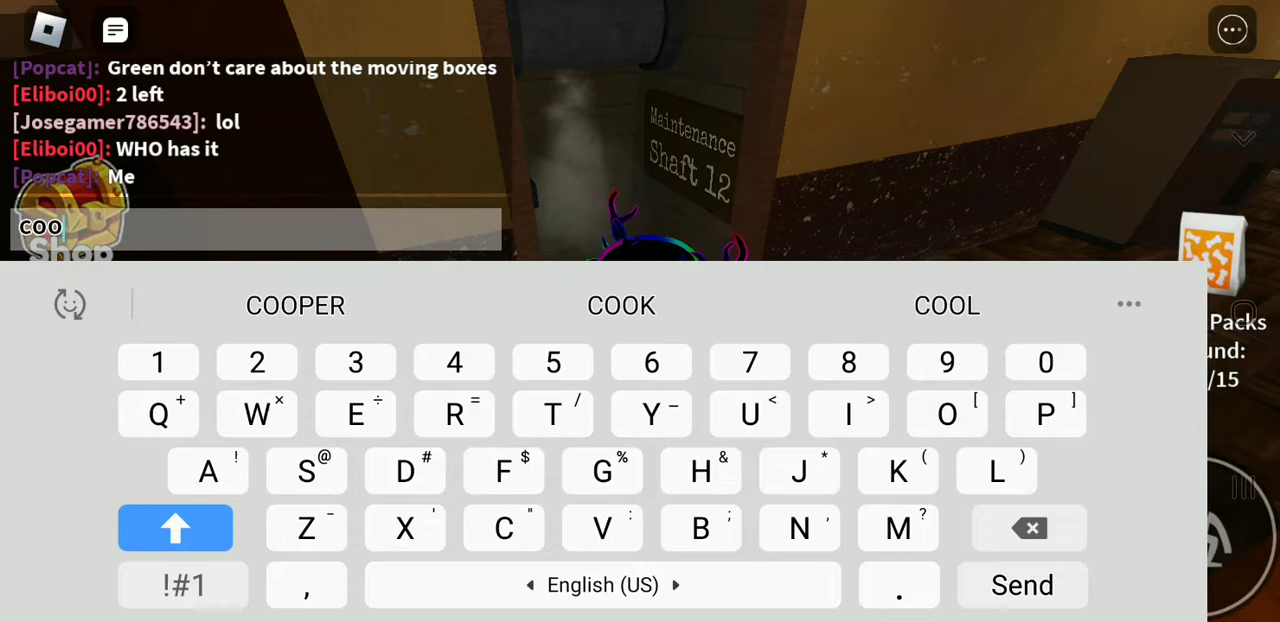 [Popcat]: Green don’t care about the moving boxes
[Eliboi00]: 2 left
[Josegamer786543]: lol
[Eliboi00]: WHO has it
[Popcat]: Me
COO
Shop
Maintenance
Shaft 12
Packs
und:
/15
COOPER COOK COOL
1 2 3 4 5 6 7 8 9 0
Q + W × E ÷ R = T / Y _ U < I > O [ P ]
A ! S @ D # F $ G % H & J * K ( L )
Z - X ' C " V : B ; N , M ?
!#1 , English (US) . Send